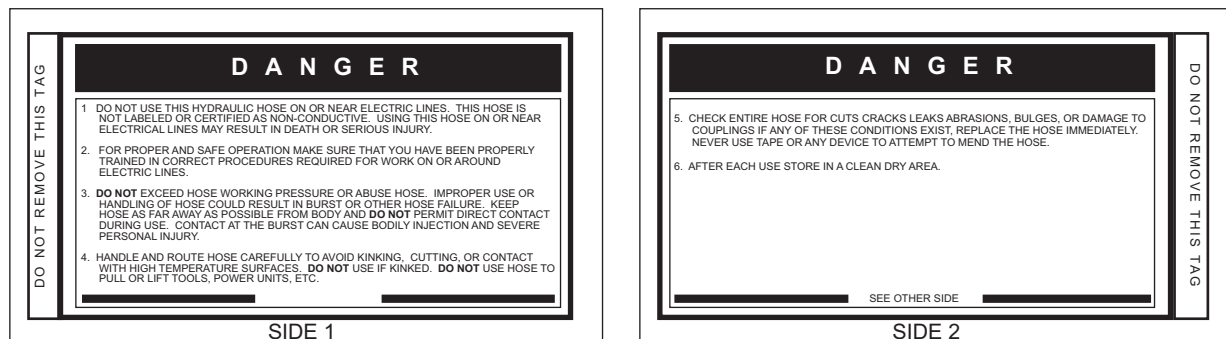 DO NOT REMOVE THIS TAG
D A N G E R
1 DO NOT USE THIS HYDRAULIC HOSE ON OR NEAR ELECTRIC LINES. THIS HOSE IS
NOT LABELED OR CERTIFIED AS NON-CONDUCTIVE. USING THIS HOSE ON OR NEAR
ELECTRICAL LINES MAY RESULT IN DEATH OR SERIOUS INJURY.
2. FOR PROPER AND SAFE OPERATION MAKE SURE THAT YOU HAVE BEEN PROPERLY
TRAINED IN CORRECT PROCEDURES REQUIRED FOR WORK ON OR AROUND
ELECTRIC LINES.
3. DO NOT EXCEED HOSE WORKING PRESSURE OR ABUSE HOSE. IMPROPER USE OR
HANDLING OF HOSE COULD RESULT IN BURST OR OTHER HOSE FAILURE. KEEP
HOSE AS FAR AWAY AS POSSIBLE FROM BODY AND DO NOT PERMIT DIRECT CONTACT
DURING USE. CONTACT AT THE BURST CAN CAUSE BODILY INJECTION AND SEVERE
PERSONAL INJURY.
4. HANDLE AND ROUTE HOSE CAREFULLY TO AVOID KINKING, CUTTING, OR CONTACT
WITH HIGH TEMPERATURE SURFACES. DO NOT USE IF KINKED. DO NOT USE HOSE TO
PULL OR LIFT TOOLS, POWER UNITS, ETC.
SIDE 1
D A N G E R
5. CHECK ENTIRE HOSE FOR CUTS CRACKS LEAKS ABRASIONS, BULGES, OR DAMAGE TO
COUPLINGS IF ANY OF THESE CONDITIONS EXIST, REPLACE THE HOSE IMMEDIATELY.
NEVER USE TAPE OR ANY DEVICE TO ATTEMPT TO MEND THE HOSE.
6. AFTER EACH USE STORE IN A CLEAN DRY AREA.
SEE OTHER SIDE
DO NOT REMOVE THIS TAG
SIDE 2